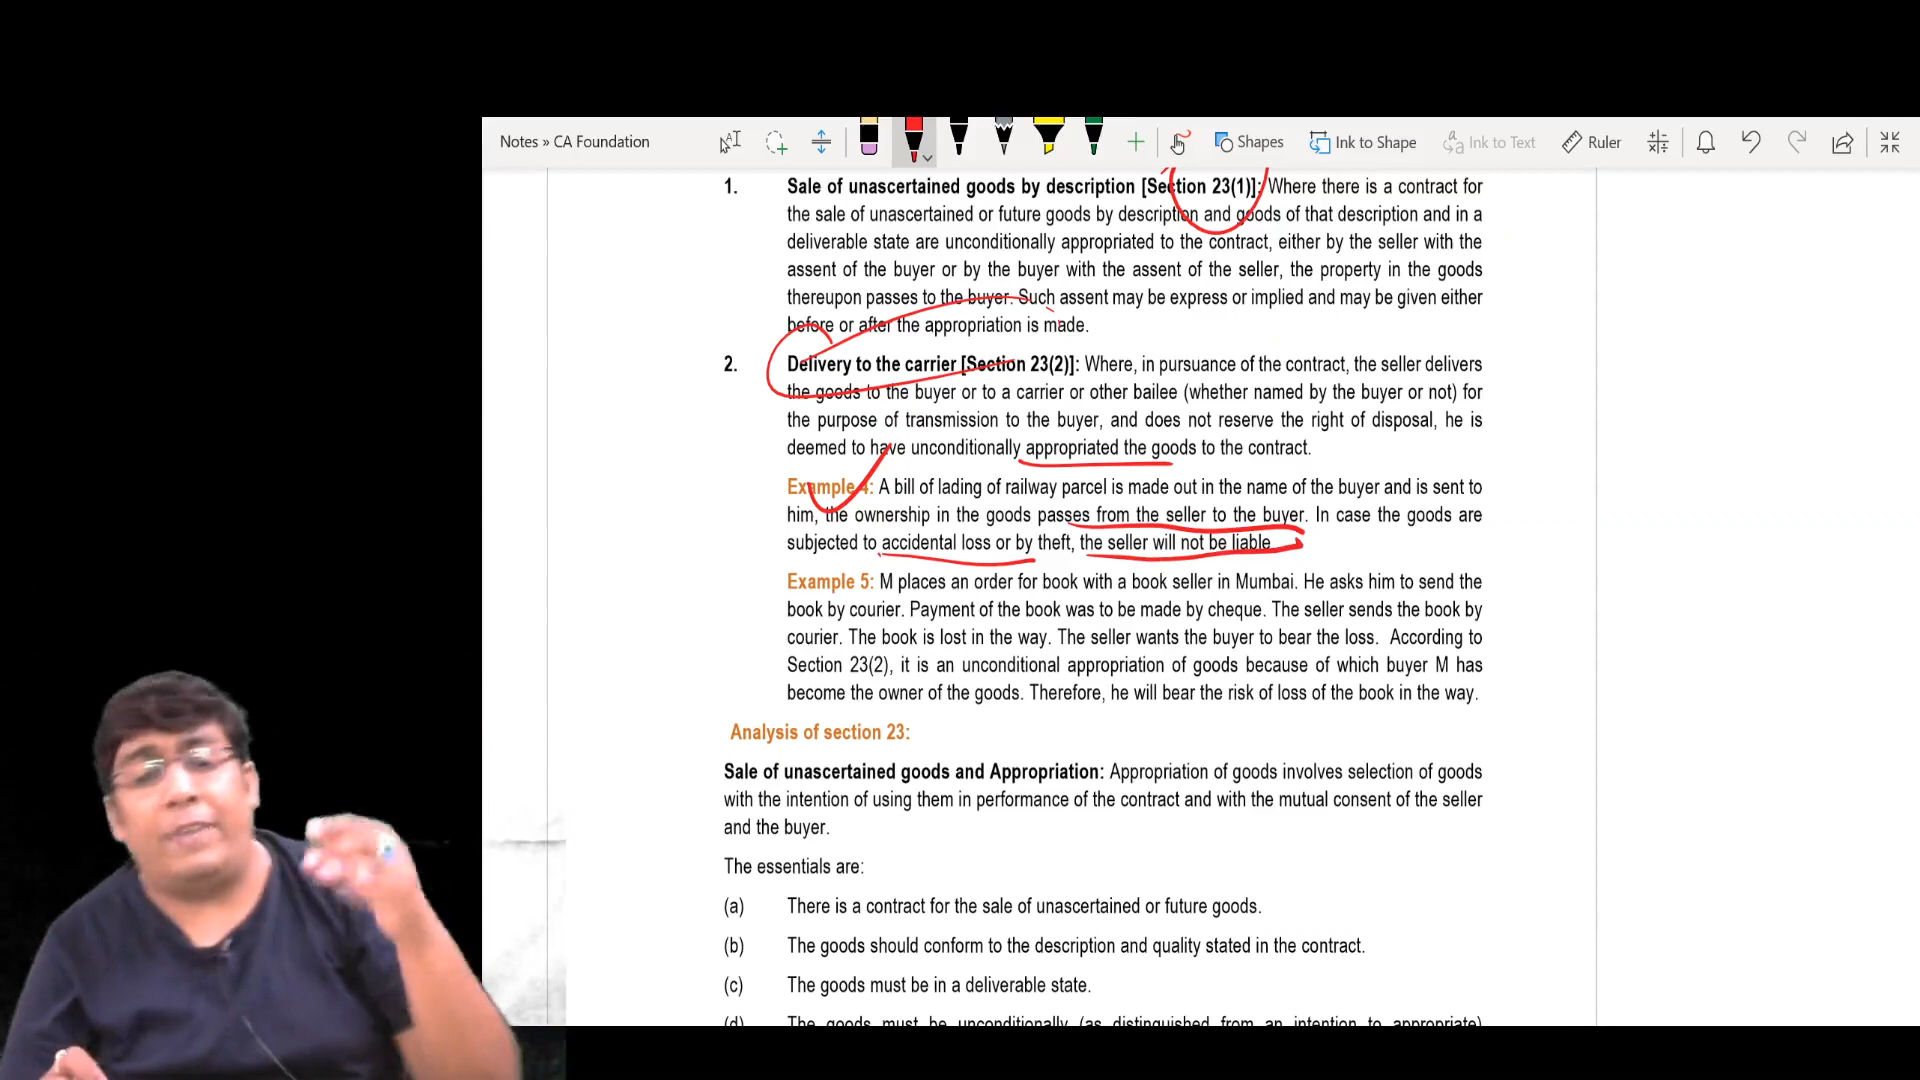 Notes » CA Foundation
Shapes
Ink to Shape
Ink to Text
Ruler
1. Sale of unascertained goods by description [Section 23(1)]: Where there is a contract for
the sale of unascertained or future goods by description and goods of that description and in a
deliverable state are unconditionally appropriated to the contract, either by the seller with the
assent of the buyer or by the buyer with the assent of the seller, the property in the goods
thereupon passes to the buyer. Such assent may be express or implied and may be given either
before or after the appropriation is made.
2. Delivery to the carrier [Section 23(2)]: Where, in pursuance of the contract, the seller delivers
the goods to the buyer or to a carrier or other bailee (whether named by the buyer or not) for
the purpose of transmission to the buyer, and does not reserve the right of disposal, he is
deemed to have unconditionally appropriated the goods to the contract.
Example 4: A bill of lading of railway parcel is made out in the name of the buyer and is sent to
him, the ownership in the goods passes from the seller to the buyer. In case the goods are
subjected to accidental loss or by theft, the seller will not be liable
Example 5: M places an order for book with a book seller in Mumbai. He asks him to send the
book by courier. Payment of the book was to be made by cheque. The seller sends the book by
courier. The book is lost in the way. The seller wants the buyer to bear the loss. According to
Section 23(2), it is an unconditional appropriation of goods because of which buyer M has
become the owner of the goods. Therefore, he will bear the risk of loss of the book in the way.
Analysis of section 23:
Sale of unascertained goods and Appropriation: Appropriation of goods involves selection of goods
with the intention of using them in performance of the contract and with the mutual consent of the seller
and the buyer.
The essentials are:
(a) There is a contract for the sale of unascertained or future goods.
(b) The goods should conform to the description and quality stated in the contract.
(c) The goods must be in a deliverable state.
(d) The goods must be unconditionally (as distinguished from an intention to appropriate)